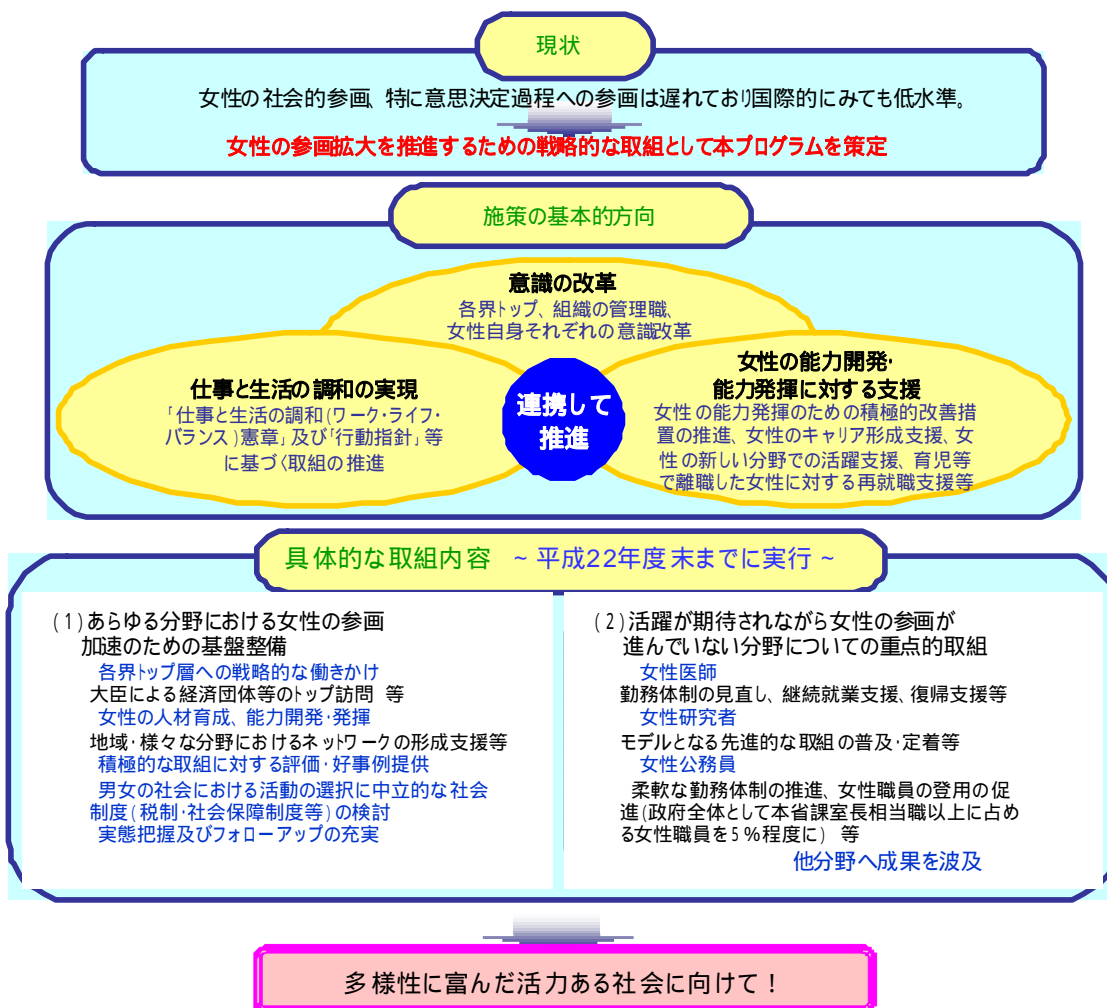 現状
女性の社会的参画、特に意思決定過程への参画は遅れており国際的にみても低水準。
女性の参画拡大を推進するための戦略的な取組として本プログラムを策定
施策の基本的方向
意識の改革
各界トップ、組織の管理職、
女性自身それぞれの意識改革
仕事と生活の調和の実現
「仕事と生活の調和(ワーク・ライフ・
バランス)憲章」及び「行動指針」等
に基づく取組の推進
連携して
推進
女性の能力開発・
能力発揮に対する支援
女性の能力発揮のための積極的改善措
置の推進、女性のキャリア形成支援、女
性の新しい分野での活躍支援、育児等
で離職した女性に対する再就職支援等
具体的な取組内容 ~平成22年度末までに実行~
(1)あらゆる分野における女性の参画
加速のための基盤整備
各界トップ層への戦略的な働きかけ
大臣による経済団体等のトップ訪問 等
女性の人材育成、能力開発・発揮
地域・様々な分野におけるネットワークの形成支援等
積極的な取組に対する評価・好事例提供
男女の社会における活動の選択に中立的な社会
制度(税制・社会保障制度等)の検討
実態把握及びフォローアップの充実
(2)活躍が期待されながら女性の参画が
進んでいない分野についての重点的取組
女性医師
勤務体制の見直し、継続就業支援、復帰支援等
女性研究者
モデルとなる先進的な取組の普及・定着等
女性公務員
柔軟な勤務体制の推進、女性職員の登用の促
進(政府全体として本省課室長相当職以上に占め
る女性職員を5%程度に) 等
他分野へ成果を波及
多様性に富んだ活力ある社会に向けて!